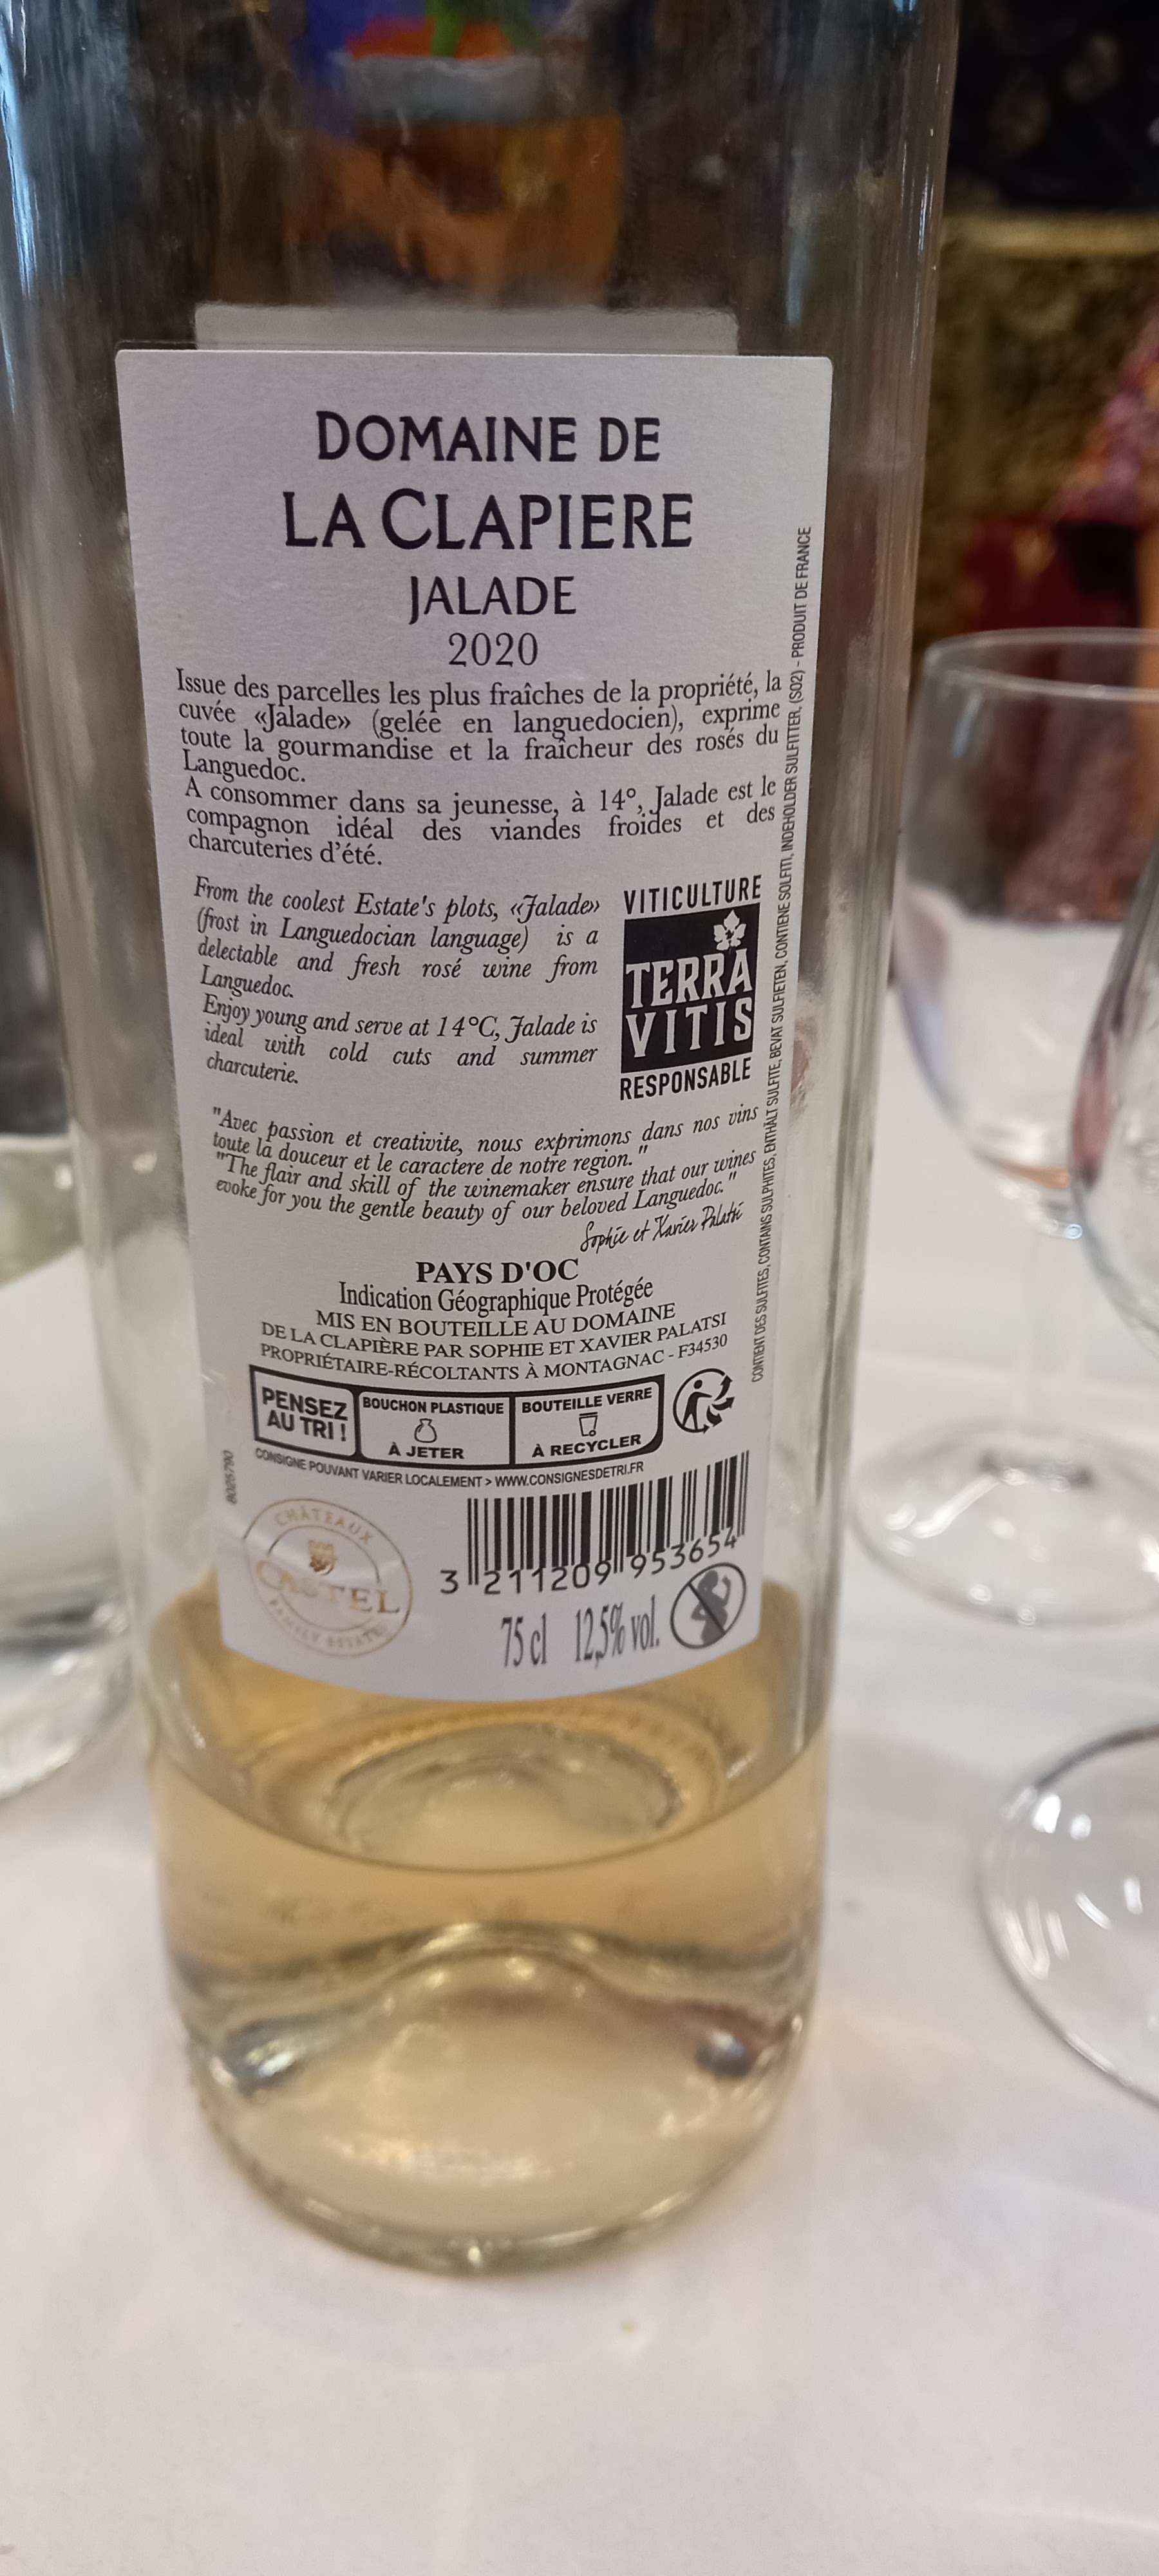 DOMAINE DE
LA CLAPIERE
JALADE
2020
Issue des parcelles les plus fraîches de la propriété, la
cuvée «Jalade» (gelée en languedocien), exprime
toute la gourmandise et la fraîcheur des rosés du
Languedoc.
A consommer dans sa jeunesse, à 14°, Jalade est le
compagnon idéal des viandes froides et des
charcuteries d'été.
From the coolest Estate's plots, «Jalade»
(frost in Languedocian language) is a
delectable and fresh rosé wine from
Languedoc.
Enjoy young and serve at 14°C, Jalade is
ideal with cold cuts and summer
charcuterie.
VITICULTURE
TERRA
VITIS
RESPONSABLE
"Avec passion et creativite, nous exprimons dans nos vins
toute la douceur et le caractere de notre region."
"The flair and skill of the winemaker ensure that our wines
evoke for you the gentle beauty of our beloved Languedoc."
Sophie et Xavier Palatsi
PAYS D'OC
Indication Géographique Protégée
MIS EN BOUTEILLE AU DOMAINE
DE LA CLAPIÈRE PAR SOPHIE ET XAVIER PALATSI
PROPRIÉTAIRE-RÉCOLTANTS À MONTAGNAC - F34530
PENSEZ
AU TRI !
BOUCHON PLASTIQUE
À JETER
BOUTEILLE VERRE
À RECYCLER
CONSIGNE POUVANT VARIER LOCALEMENT > WWW.CONSIGNESDETRI.FR
CHÂTEAUX
CASTEL
FAMILY ESTATE
3 211209 953654
75 cl 12,5% vol.
CONTIENT DES SULFITES, CONTAINS SULPHITES, ENTHÄLT SULFITE, BEVAT SULFIETEN, CONTIENE SOLFITI, INDEHOLDER SULFITTER, (SO2) - PRODUIT DE FRANCE